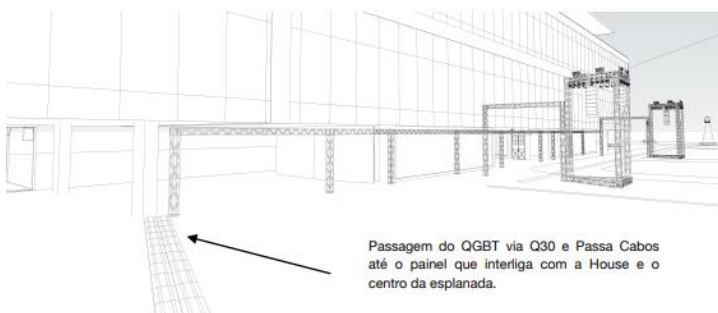 Passagem do QGBT via Q30 e Passa Cabos
até o painel que interliga com a House e o
centro da esplanada.